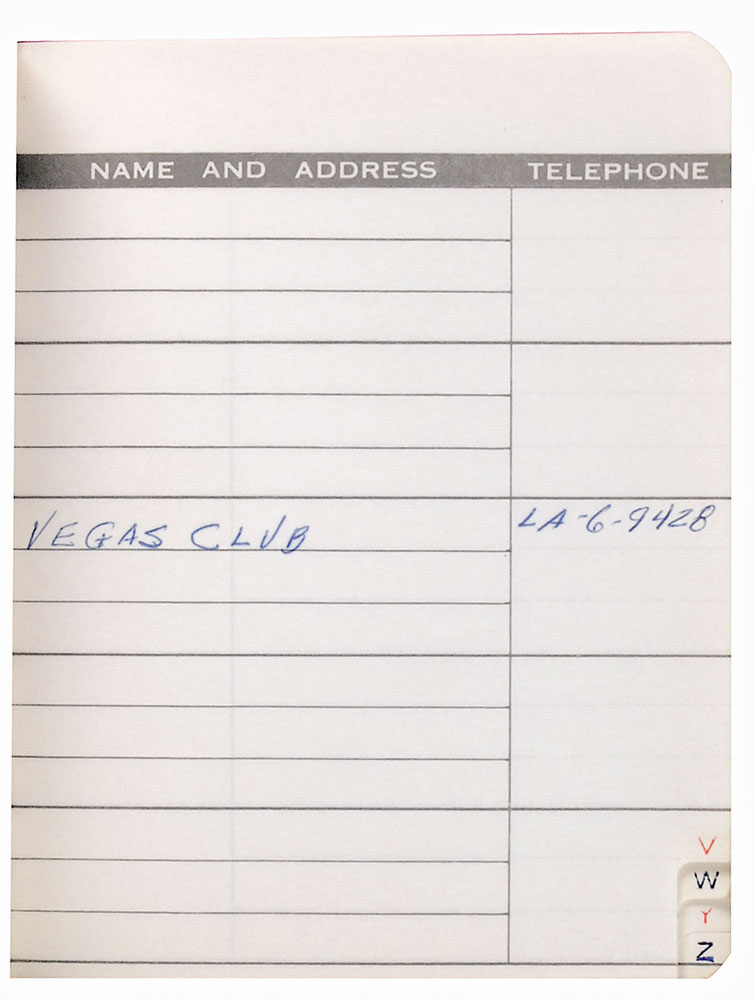 NAME AND ADDRESS TELEPHONE
VEGAS CLUB LA-6-9428
V
W
Y
Z